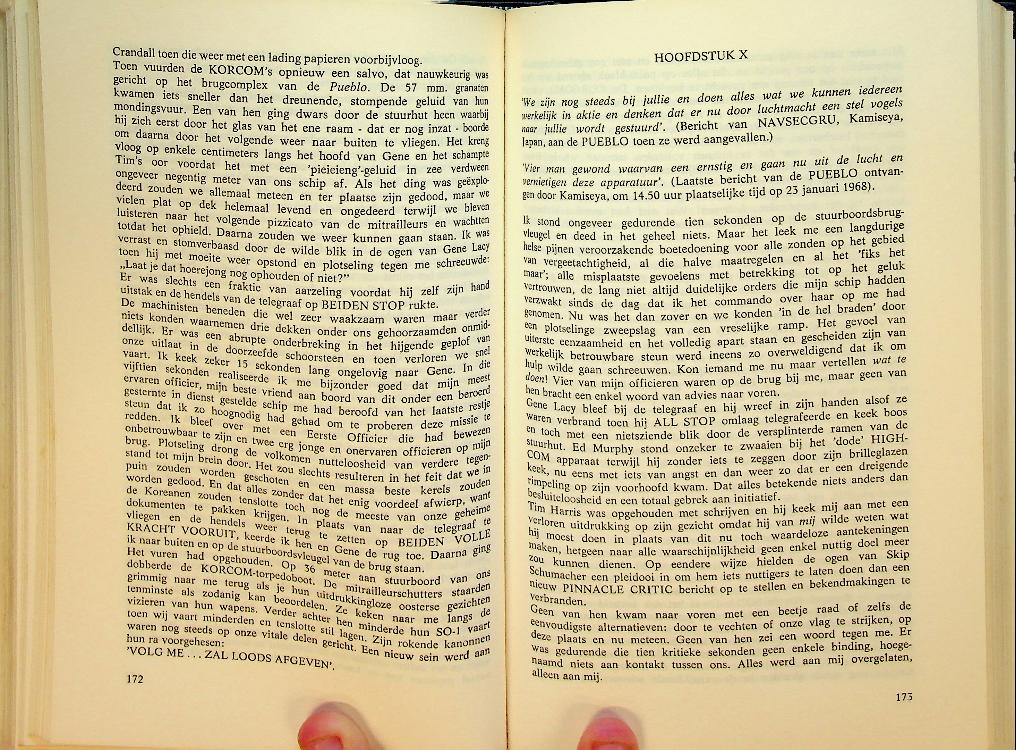 Crandall toen die weer met een lading papieren voorbijvloog.
Toen vuurden de KORCOM's opnieuw een salvo, dat nauwkeurig was
gericht op het brugcomplex van de Pueblo. De 57 mm. granaten
kwamen iets sneller dan het dreunende, stompende geluid van hun
mondingsvuur. Een van hen ging dwars door de stuurhut heen waarbij
hij zich eerst door het glas van het ene raam - dat er nog inzat - boorde
om daarna door het volgende weer naar buiten te vliegen. Het kreng
vloog op enkele centimeters langs het hoofd van Gene en het schampte
Tim's oor voordat het met een 'pieieieng'-geluid in zee verdween
ongeveer negentig meter van ons schip af. Als het ding was geëxplo-
deerd zouden we allemaal meteen en ter plaatse zijn gedood, maar we
vielen plat op dek helemaal levend en ongedeerd terwijl we bleven
luisteren naar het volgende pizzicato van de mitrailleurs en wachtten
totdat het ophield. Daarna zouden we weer kunnen gaan staan. Ik was
verrast en stomverbaasd door de wilde blik in de ogen van Gene Lacy
toen hij met moeite weer opstond en plotseling tegen me schreeuwde:
„Laat je dat hoerejong nog ophouden of niet?”
Er was slechts een fraktie van aarzeling voordat hij zelf zijn hand
uitstak en de hendels van de telegraaf op BEIDEN STOP rukte.
De machinisten beneden die wel zeer waakzaam waren maar verder
niets konden waarnemen drie dekken onder ons gehoorzaamden onmid-
dellijk. Er was een abrupte onderbreking in het hijgende geplof van
onze uitlaat in de doorzeefde schoorsteen en toen verloren we snel
vaart. Ik keek zeker 15 sekonden lang ongelovig naar Gene. In die
vijftien sekonden realiseerde ik me bijzonder goed dat mijn meest
ervaren officier, mijn beste vriend aan boord van dit onder een beroerd
gesternte in dienst gestelde schip me had beroofd van het laatste restje
steun dat ik zo hoognodig had gehad om te proberen deze missie te
redden. Ik bleef over met een Eerste Officier die had bewezen
onbetrouwbaar te zijn en twee erg jonge en onervaren officieren op mijn
brug. Plotseling drong de volkomen nutteloosheid van verdere tegen-
stand tot mijn brein door. Het zou slechts resulteren in het feit dat we in
puin zouden worden geschoten en een massa beste kerels zouden
worden gedood. En dat alles zonder dat het enig voordeel afwierp, want
de Koreanen zouden tenslotte toch nog de meeste van onze geheime
dokumenten te pakken krijgen. In plaats van naar de telegraaf te
vliegen en de hendels weer terug te zetten op BEIDEN VOLLE
KRACHT VOORUIT, keerde ik hen en Gene de rug toe. Daarna ging
ik naar buiten en op de stuurboordsvleugel van de brug staan.
Het vuren had opgehouden. Op 36 meter aan stuurboord van ons
dobberde de KORCOM-torpedoboot. De mitrailleurschutters staarden
grimmig naar me terug als je hun uitdrukkingloze oosterse gezichten
tenminste als zodanig kan beoordelen. Ze keken naar me langs de
vizieren van hun wapens. Verder achter hen minderde hun SO-1 vaart
toen wij vaart minderden en tenslotte stil lagen. Zijn rokende kanonnen
waren nog steeds op onze vitale delen gericht. Een nieuw sein werd aan
hun ra voorgehesen:
'VOLG ME . . . ZAL LOODS AFGEVEN'.
172
HOOFDSTUK X
'We zijn nog steeds bij jullie en doen alles wat we kunnen iedereen
werkelijk in aktie en denken dat er nu door luchtmacht een stel vogels
naar jullie wordt gestuurd'. (Bericht van NAVSECGRU, Kamiseya,
Japan, aan de PUEBLO toen ze werd aangevallen.)
'Vier man gewond waarvan een ernstig en gaan nu uit de lucht en
vernietigen deze apparatuur'. (Laatste bericht van de PUEBLO ontvan-
gen door Kamiseya, om 14.50 uur plaatselijke tijd op 23 januari 1968).
Ik stond ongeveer gedurende tien sekonden op de stuurboordsbrug-
vleugel en deed in het geheel niets. Maar het leek me een langdurige
helse pijnen veroorzakende boetedoening voor alle zonden op het gebied
van vergeetachtigheid, al die halve maatregelen en al het 'fiks het
maar'; alle misplaatste gevoelens met betrekking tot op het geluk
vertrouwen, de lang niet altijd duidelijke orders die mijn schip hadden
verzwakt sinds de dag dat ik het commando over haar op me had
genomen. Nu was het dan zover en we konden 'in de hel braden' door
een plotselinge zweepslag van een vreselijke ramp. Het gevoel van
uiterste eenzaamheid en het volledig apart staan en gescheiden zijn van
werkelijk betrouwbare steun werd ineens zo overweldigend dat ik om
hulp wilde gaan schreeuwen. Kon iemand me nu maar vertellen wat te
doen! Vier van mijn officieren waren op de brug bij me, maar geen van
hen bracht een enkel woord van advies naar voren.
Gene Lacy bleef bij de telegraaf en hij wreef in zijn handen alsof ze
waren verbrand toen hij ALL STOP omlaag telegrafeerde en keek boos
en toch met een nietsziende blik door de versplinterde ramen van de
stuurhut. Ed Murphy stond onzeker te zwaaien bij het 'dode' HIGH-
COM apparaat terwijl hij zonder iets te zeggen door zijn brilleglazen
keek, nu eens met iets van angst en dan weer zo dat er een dreigende
rimpeling op zijn voorhoofd kwam. Dat alles betekende niets anders dan
besluiteloosheid en een totaal gebrek aan initiatief.
Tim Harris was opgehouden met schrijven en hij keek mij aan met een
verloren uitdrukking op zijn gezicht omdat hij van mij wilde weten wat
hij moest doen in plaats van dit nu toch waardeloze aantekeningen
maken, hetgeen naar alle waarschijnlijkheid geen enkel nuttig doel meer
zou kunnen dienen. Op eendere wijze hielden de ogen van Skip
Schumacher een pleidooi in om hem iets nuttigers te laten doen dan een
nieuw PINNACLE CRITIC bericht op te stellen en bekendmakingen te
verbranden.
Geen van hen kwam naar voren met een beetje raad of zelfs de
eenvoudigste alternatieven: door te vechten of onze vlag te strijken, op
deze plaats en nu meteen. Geen van hen zei een woord tegen me. Er
was gedurende die tien kritieke sekonden geen enkele binding, hoege-
naamd niets aan kontakt tussen ons. Alles werd aan mij overgelaten,
alleen aan mij.
173